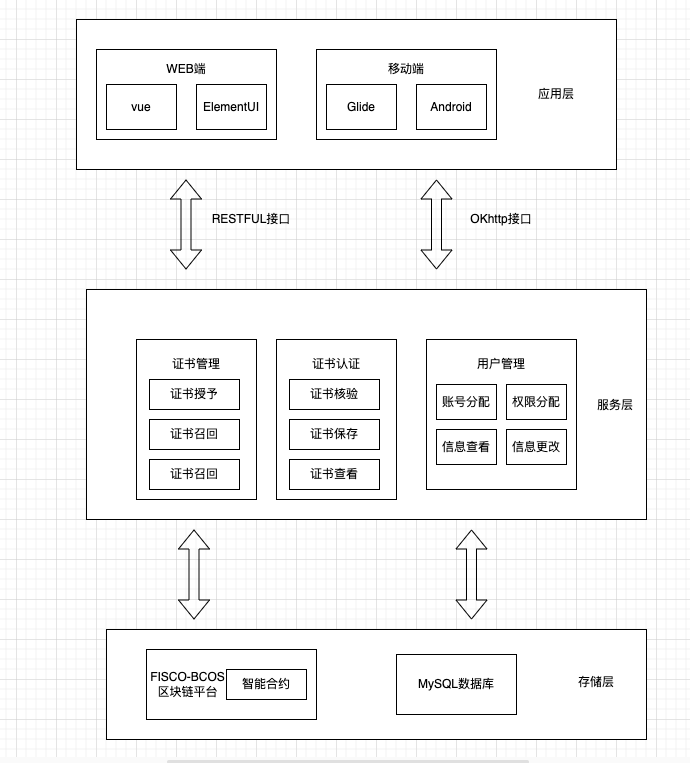 WEB端
vue
ElementUI
移动端
Glide
Android
应用层
RESTFUL接口
OKhttp接口
证书管理
证书授予
证书召回
证书召回
证书认证
证书核验
证书保存
证书查看
用户管理
账号分配
权限分配
信息查看
信息更改
服务层
FISCO-BCOS
区块链平台
智能合约
MySQL数据库
存储层